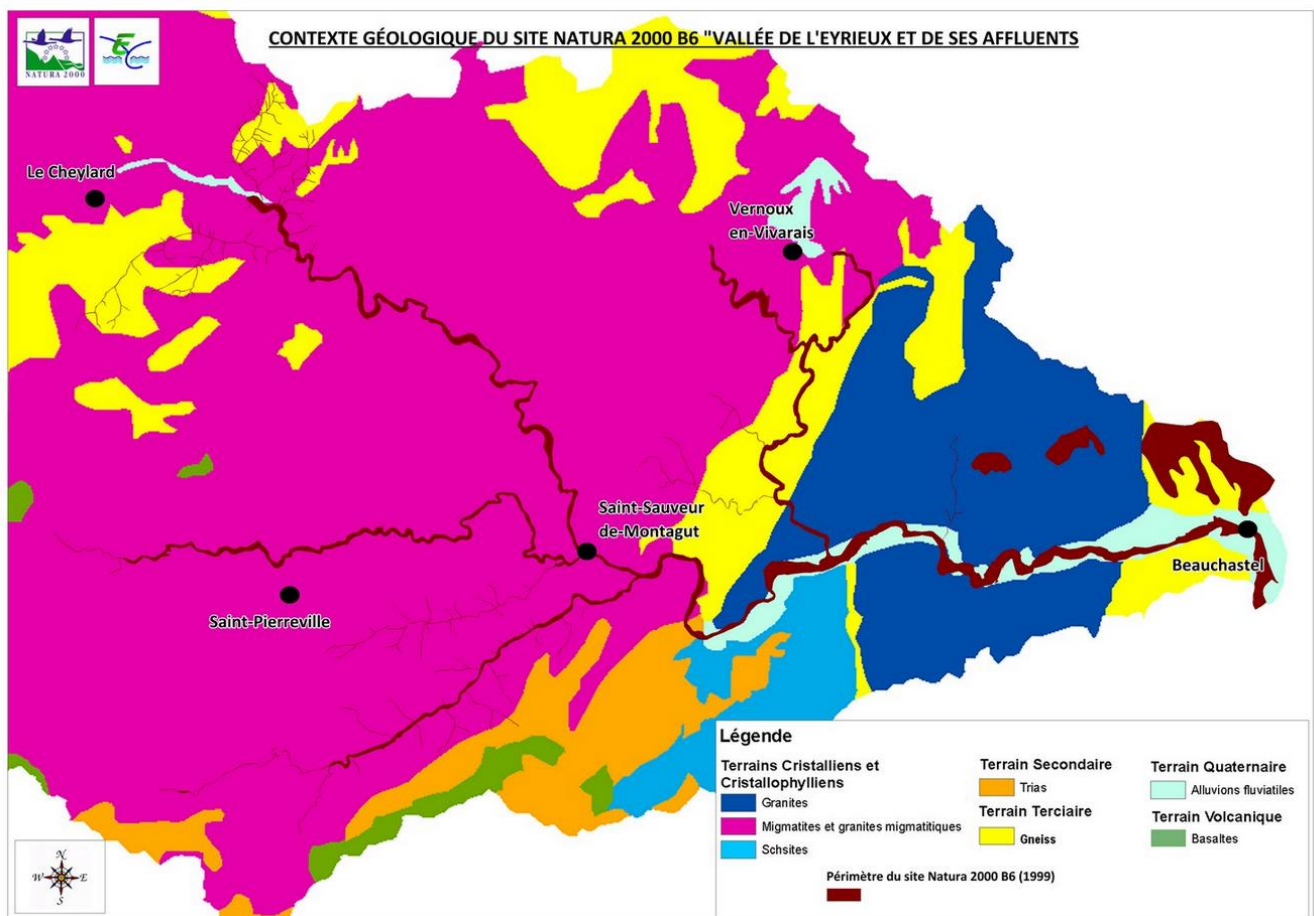 CONTEXTE GÉOLOGIQUE DU SITE NATURA 2000 B6 "VALLÉE DE L'EYRIEUX ET DE SES AFFLUENTS
NATURA 2000
Le Cheylard
Vernoux
en-Vivarais
Saint-Sauveur
de-Montagut
Beauchastel
Saint-Pierreville
Légende
Terrains Cristalliens et
Cristallophylliens
Granites
Migmatites et granites migmatitiques
Schsites
Terrain Secondaire
Trias
Terrain Terciaire
Gneiss
Terrain Quaternaire
Alluvions fluviatiles
Terrain Volcanique
Basaltes
Périmètre du site Natura 2000 B6 (1999)
N
W E
S